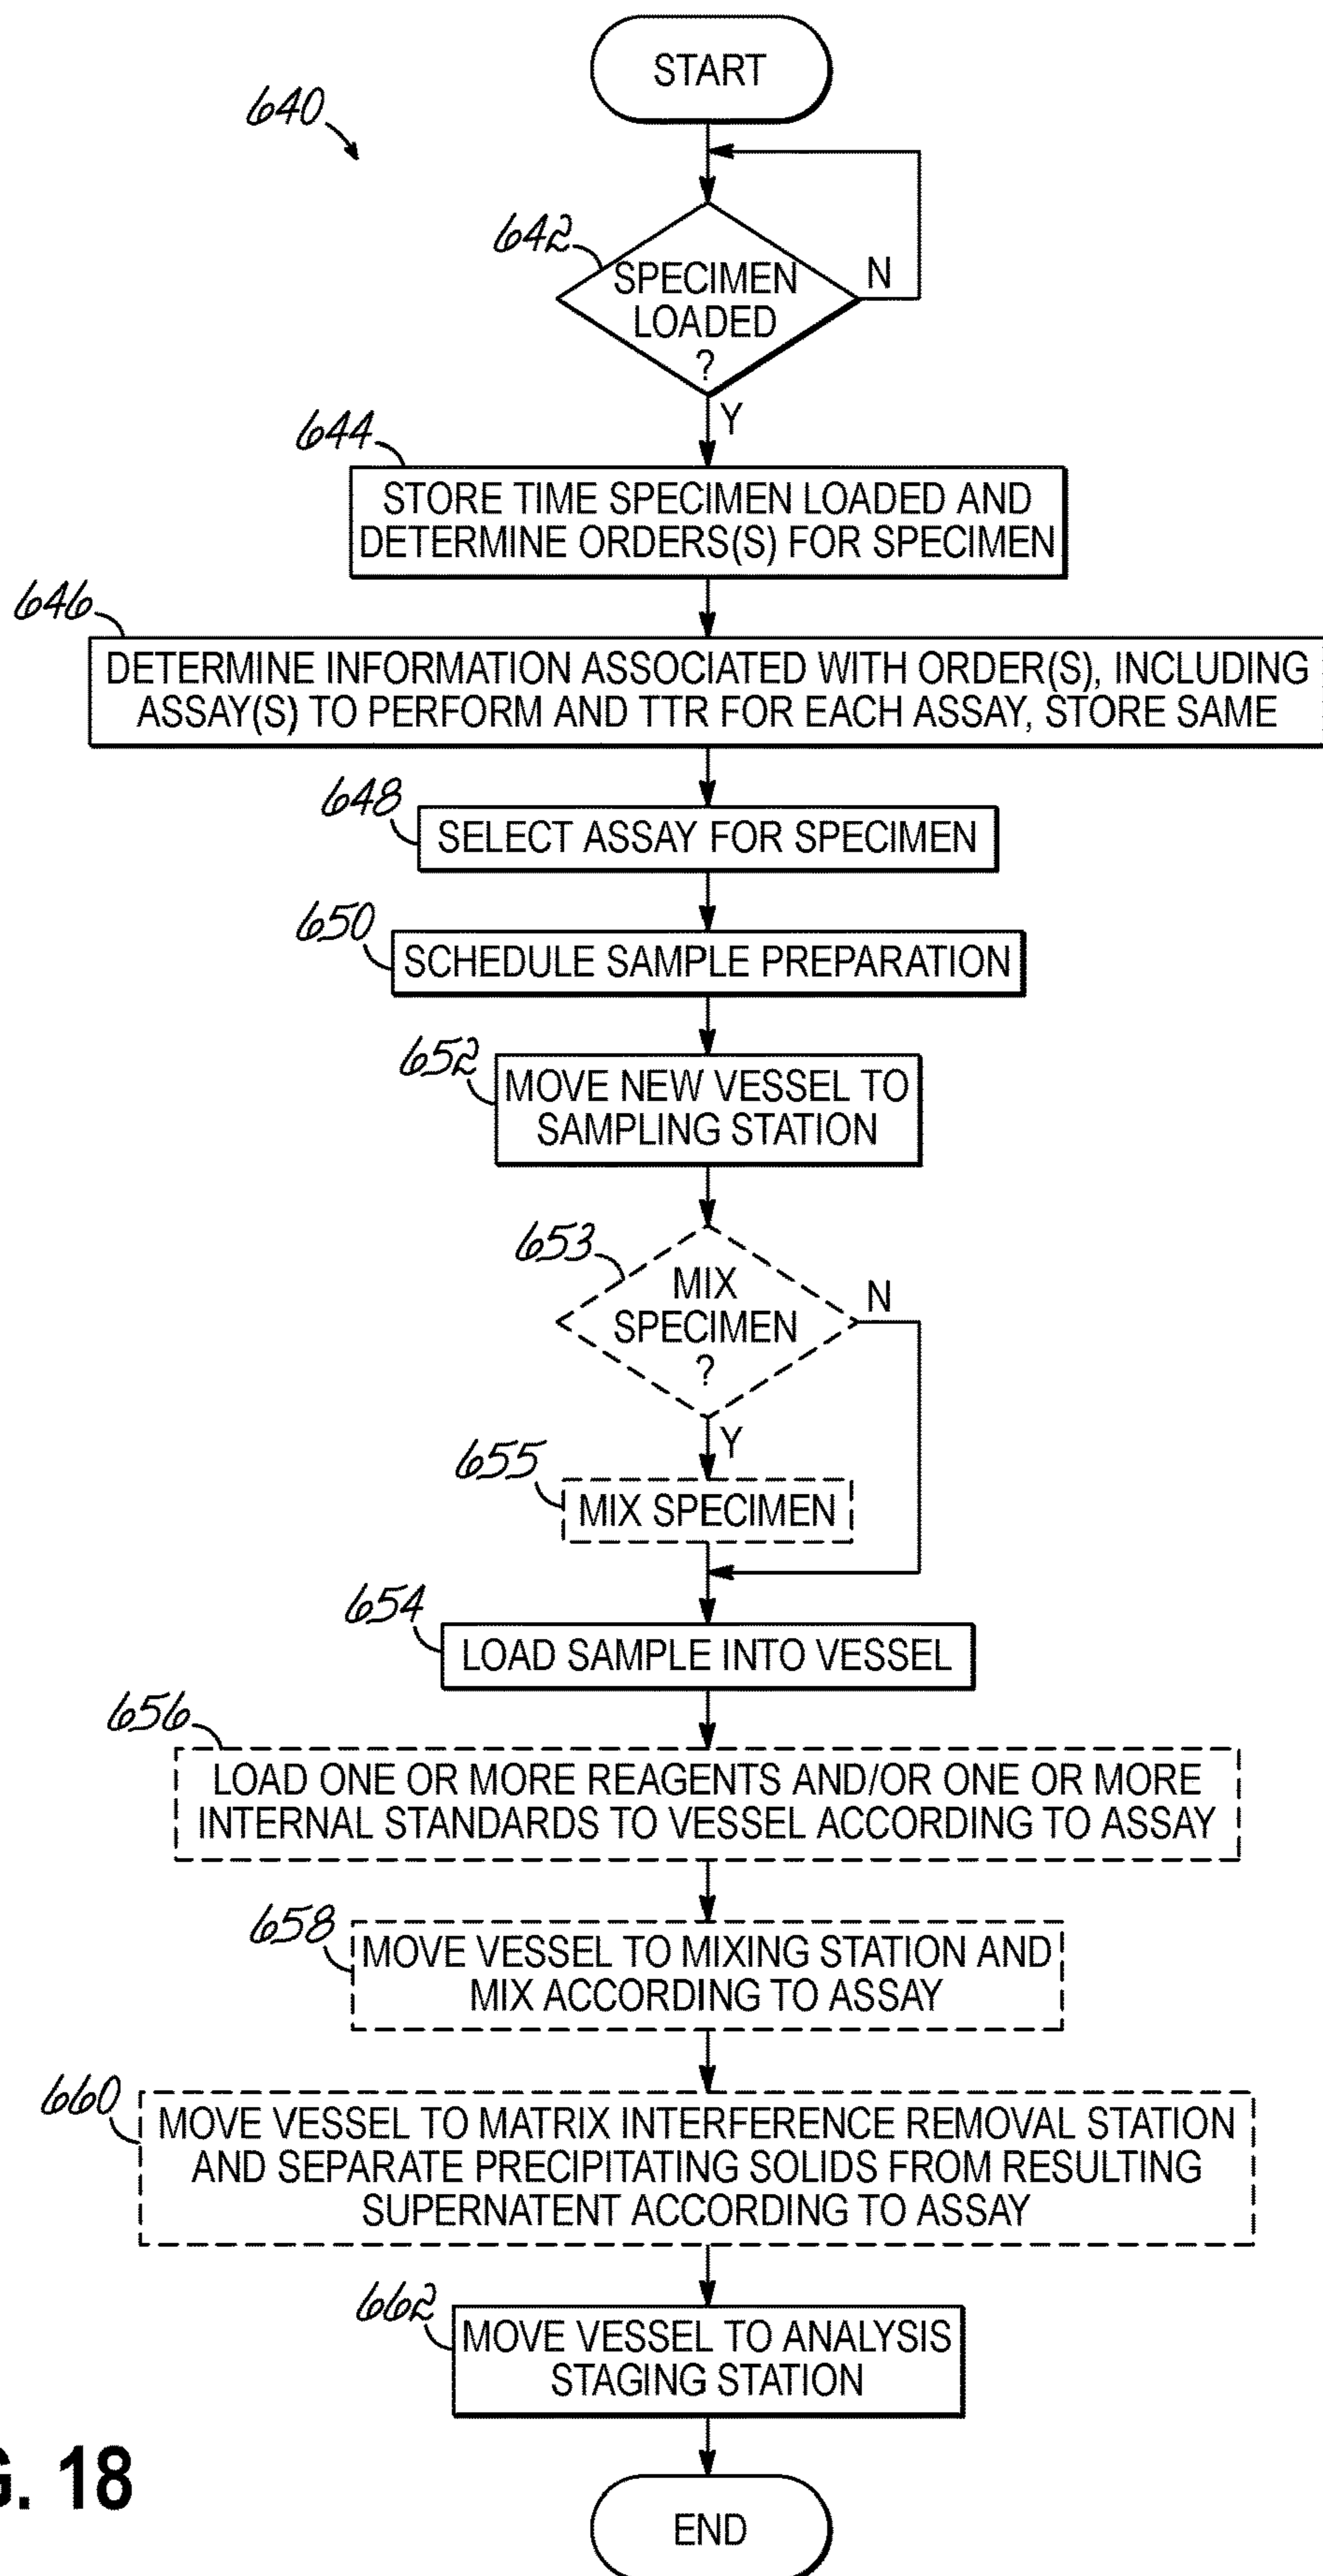 START
640
642
SPECIMEN
LOADED
?
N
Y
644
STORE TIME SPECIMEN LOADED AND
DETERMINE ORDERS(S) FOR SPECIMEN
646
DETERMINE INFORMATION ASSOCIATED WITH ORDER(S), INCLUDING
ASSAY(S) TO PERFORM AND TTR FOR EACH ASSAY, STORE SAME
648
SELECT ASSAY FOR SPECIMEN
650
SCHEDULE SAMPLE PREPARATION
652
MOVE NEW VESSEL TO
SAMPLING STATION
653
MIX
SPECIMEN
?
N
Y
655
MIX SPECIMEN
654
LOAD SAMPLE INTO VESSEL
656
LOAD ONE OR MORE REAGENTS AND/OR ONE OR MORE
INTERNAL STANDARDS TO VESSEL ACCORDING TO ASSAY
658
MOVE VESSEL TO MIXING STATION AND
MIX ACCORDING TO ASSAY
660
MOVE VESSEL TO MATRIX INTERFERENCE REMOVAL STATION
AND SEPARATE PRECIPITATING SOLIDS FROM RESULTING
SUPERNATENT ACCORDING TO ASSAY
662
MOVE VESSEL TO ANALYSIS
STAGING STATION
G. 18
END